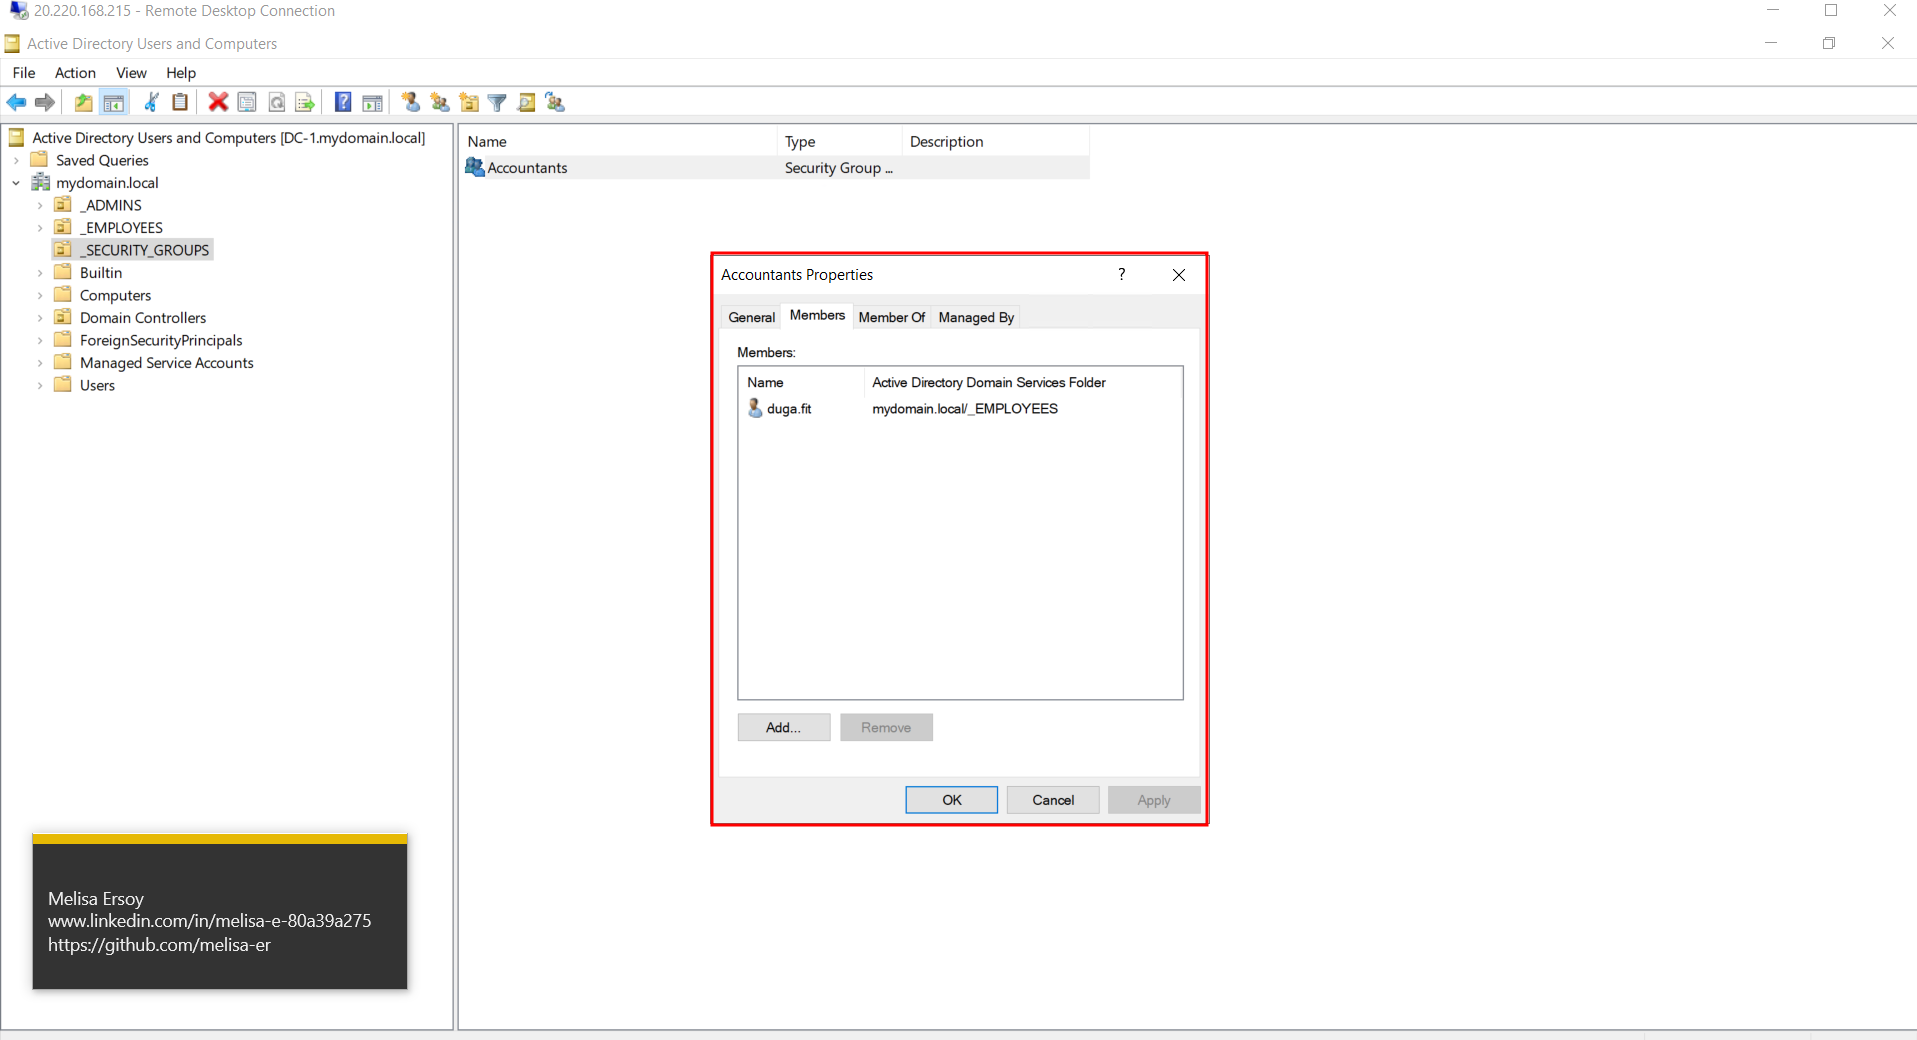 20.220.168.215 - Remote Desktop Connection
Active Directory Users and Computers
File Action View Help
Active Directory Users and Computers [DC-1.mydomain.local]
Saved Queries
mydomain.local
_ADMINS
_EMPLOYEES
_SECURITY_GROUPS
Builtin
Computers
Domain Controllers
ForeignSecurityPrincipals
Managed Service Accounts
Users
Name Type Description
Accountants Security Group ...
Accountants Properties ?
General Members Member Of Managed By
Members:
Name Active Directory Domain Services Folder
duga.fit mydomain.local/_EMPLOYEES
Add... Remove
OK Cancel Apply
Melisa Ersoy
www.linkedin.com/in/melisa-e-80a39a275
https://github.com/melisa-er